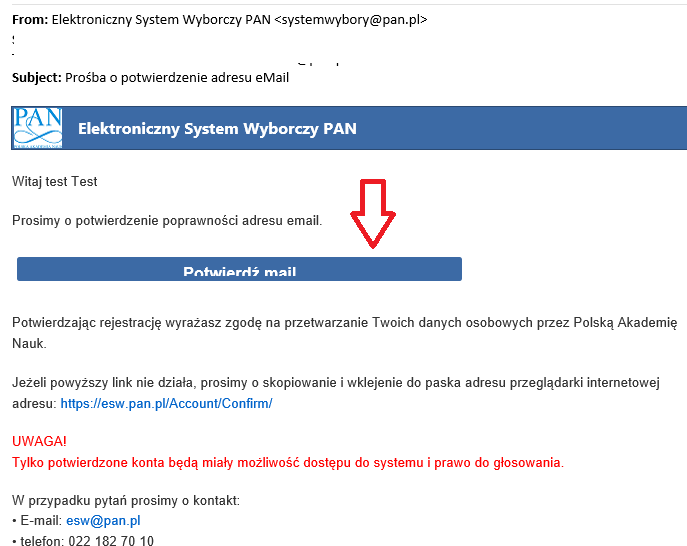 From: Elektroniczny System Wyborczy PAN <systemwybory@pan.pl>
Subject: Prośba o potwierdzenie adresu eMail
PAN
POLSKA AKADEMIA NAUK
Elektroniczny System Wyborczy PAN
Witaj test Test
Prosimy o potwierdzenie poprawności adresu email.
Potwierdź mail
Potwierdzając rejestrację wyrażasz zgodę na przetwarzanie Twoich danych osobowych przez Polską Akademię
Nauk.
Jeżeli powyższy link nie działa, prosimy o skopiowanie i wklejenie do paska adresu przeglądarki internetowej
adresu: https://esw.pan.pl/Account/Confirm/
UWAGA!
Tylko potwierdzone konta będą miały możliwość dostępu do systemu i prawo do głosowania.
W przypadku pytań prosimy o kontakt:
• E-mail: esw@pan.pl
• telefon: 022 182 70 10